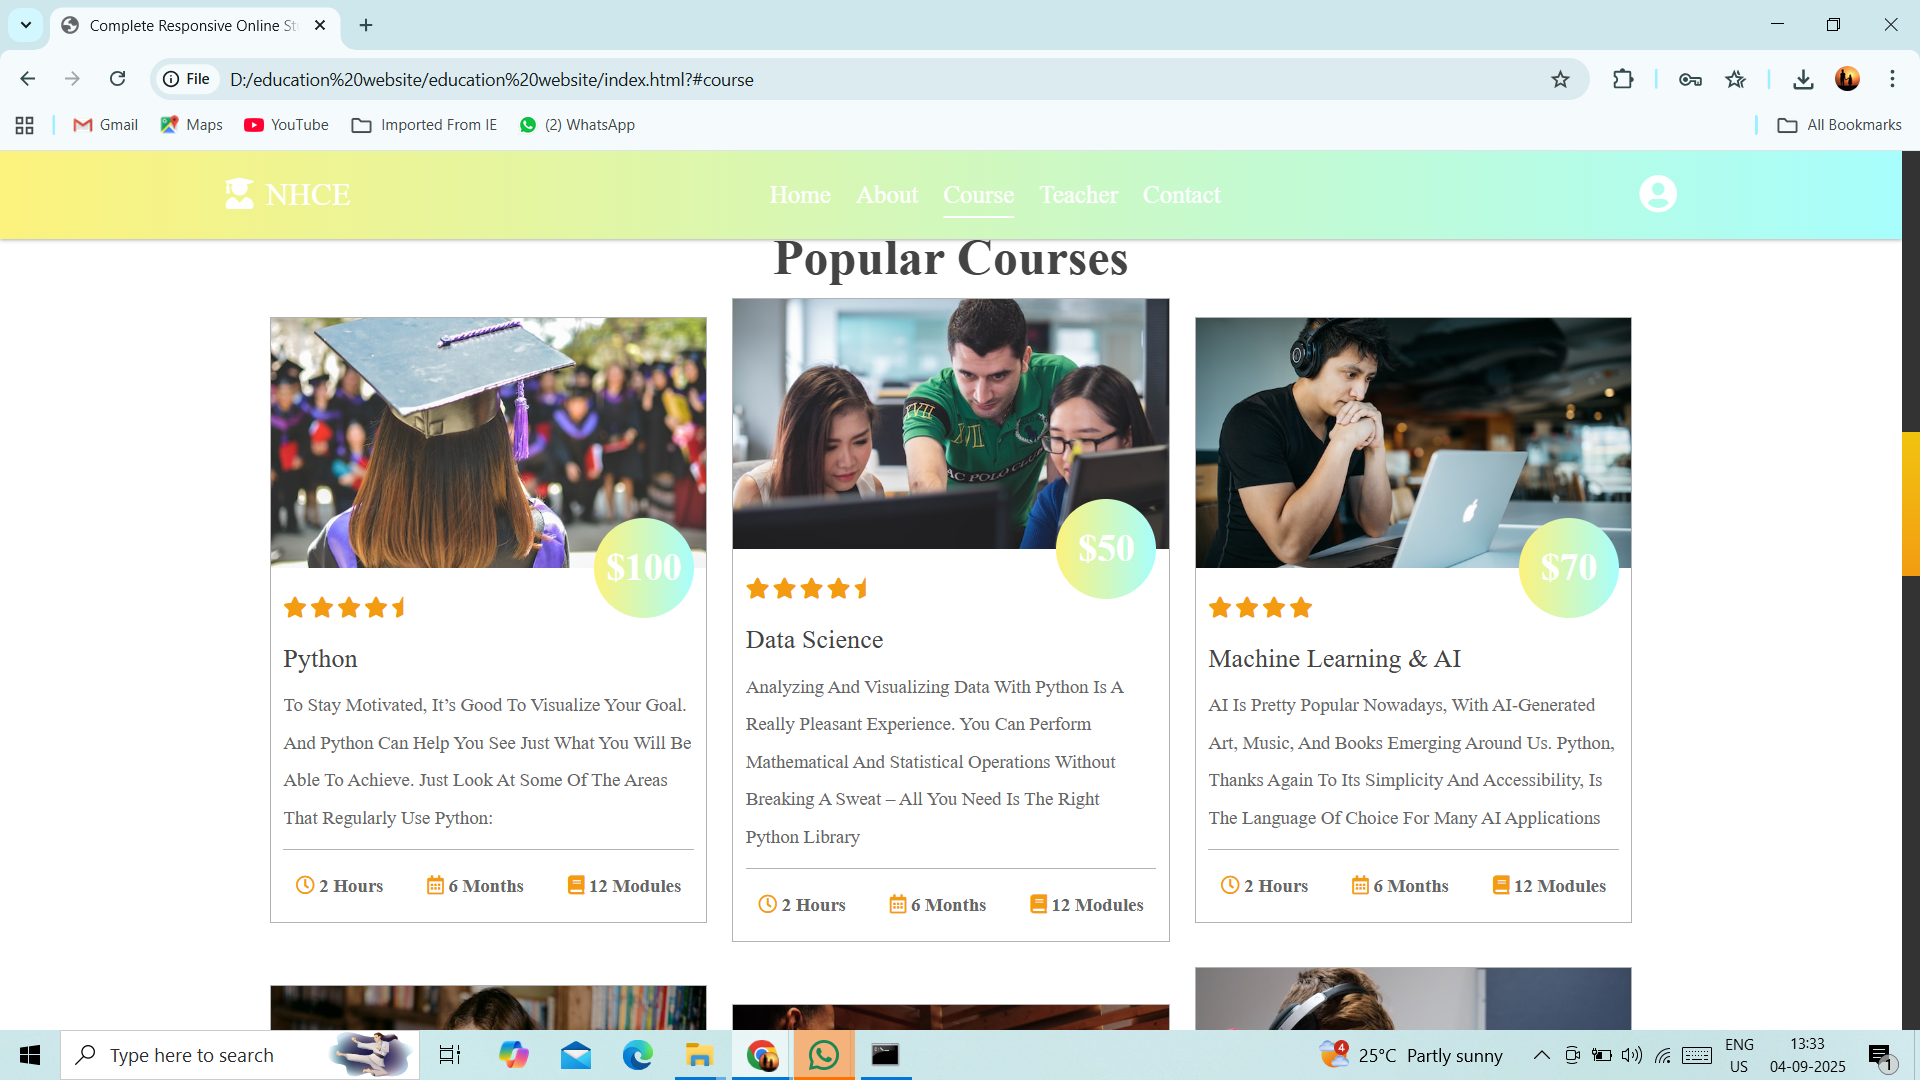 Complete Responsive Online St
File
D:/education%20website/education%20website/index.html?#course
Gmail
Maps
YouTube
Imported From IE
(2) WhatsApp
All Bookmarks
NHCE
Home
About
Course
Teacher
Contact
Popular Courses
$100
Python
To Stay Motivated, It’s Good To Visualize Your Goal.
And Python Can Help You See Just What You Will Be
Able To Achieve. Just Look At Some Of The Areas
That Regularly Use Python:
2 Hours
6 Months
12 Modules
XVII
XII
AC POLO CLUB
$50
Data Science
Analyzing And Visualizing Data With Python Is A
Really Pleasant Experience. You Can Perform
Mathematical And Statistical Operations Without
Breaking A Sweat – All You Need Is The Right
Python Library
2 Hours
6 Months
12 Modules
$70
Machine Learning & AI
AI Is Pretty Popular Nowadays, With AI-Generated
Art, Music, And Books Emerging Around Us. Python,
Thanks Again To Its Simplicity And Accessibility, Is
The Language Of Choice For Many AI Applications
2 Hours
6 Months
12 Modules
Type here to search
4
25°C Partly sunny
ENG
US
13:33
04-09-2025
1